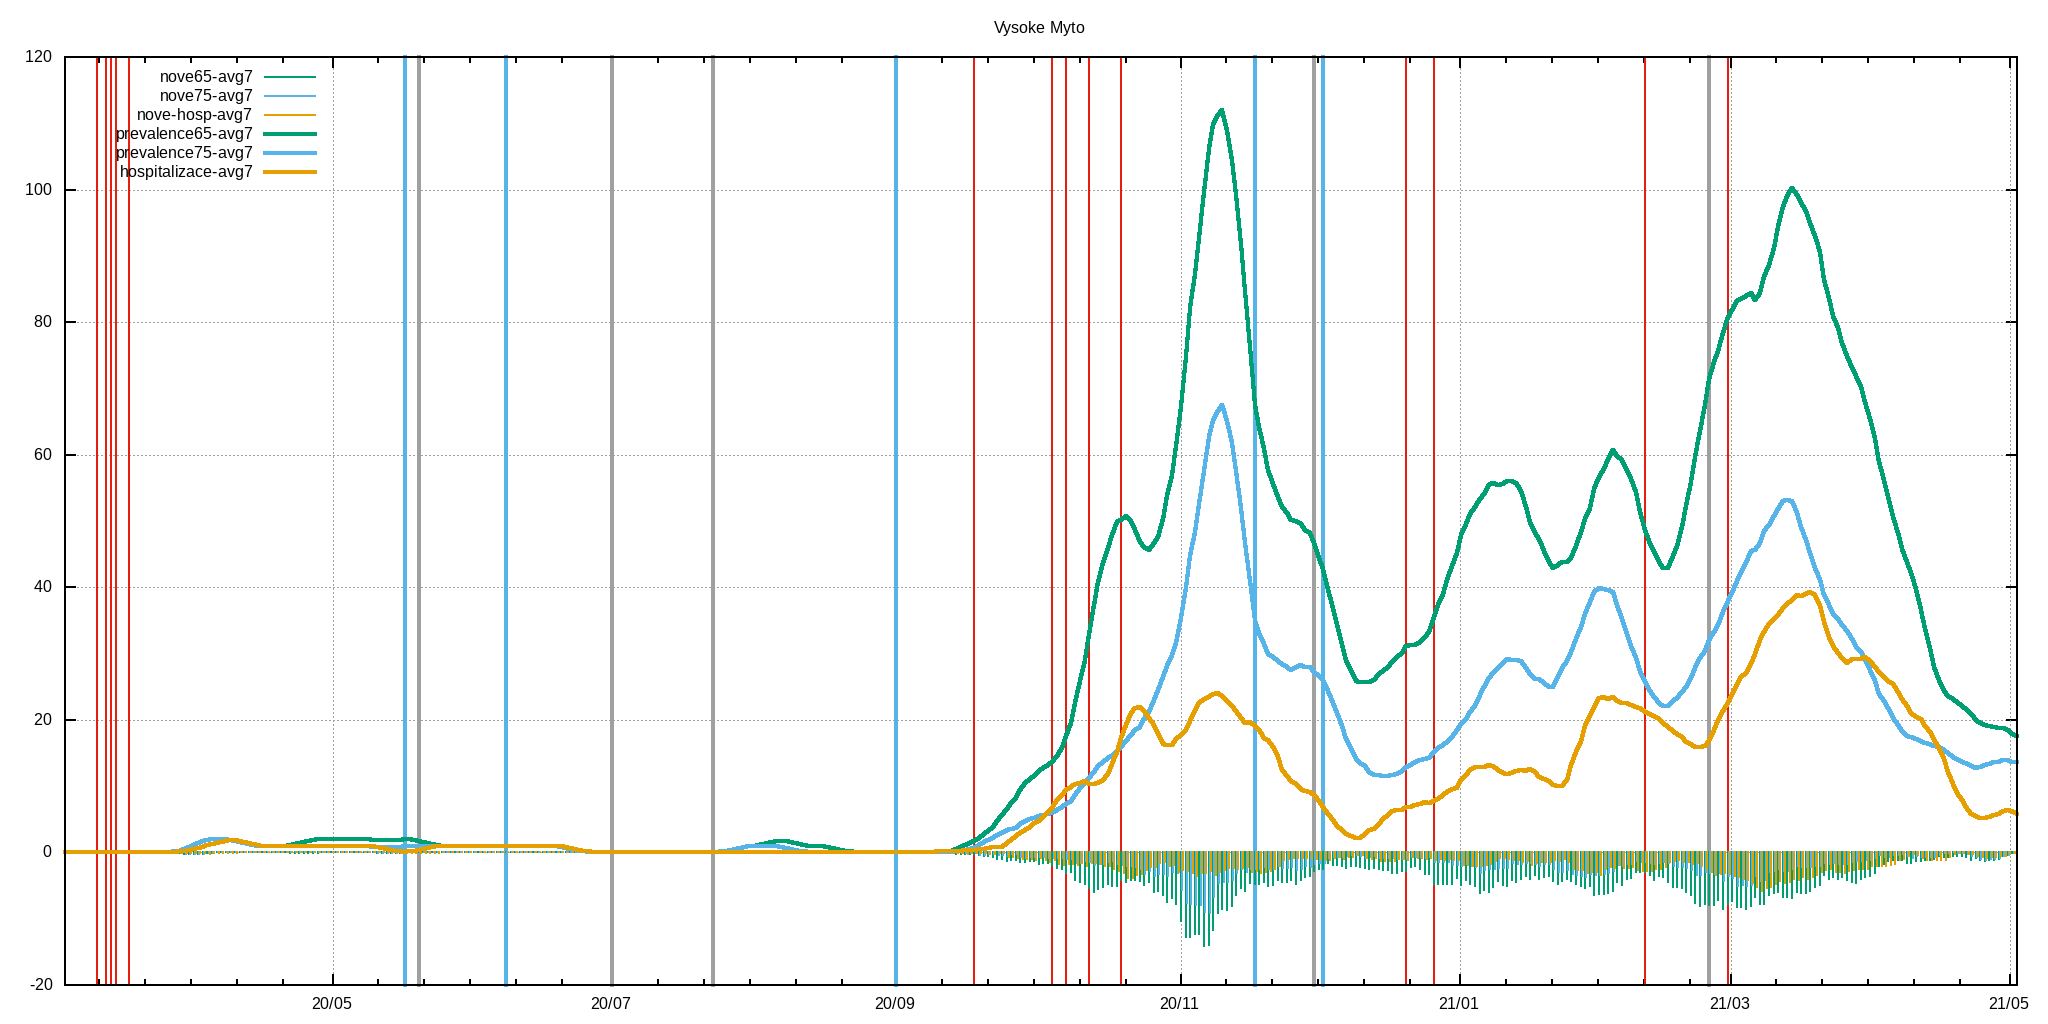 Vysoke Myto
120
100
80
60
40
20
0
-20
nove65-avg7
nove75-avg7
nove-hosp-avg7
prevalence65-avg7
prevalence75-avg7
hospitalizace-avg7
20/05 20/07 20/09 20/11 21/01 21/03 21/05